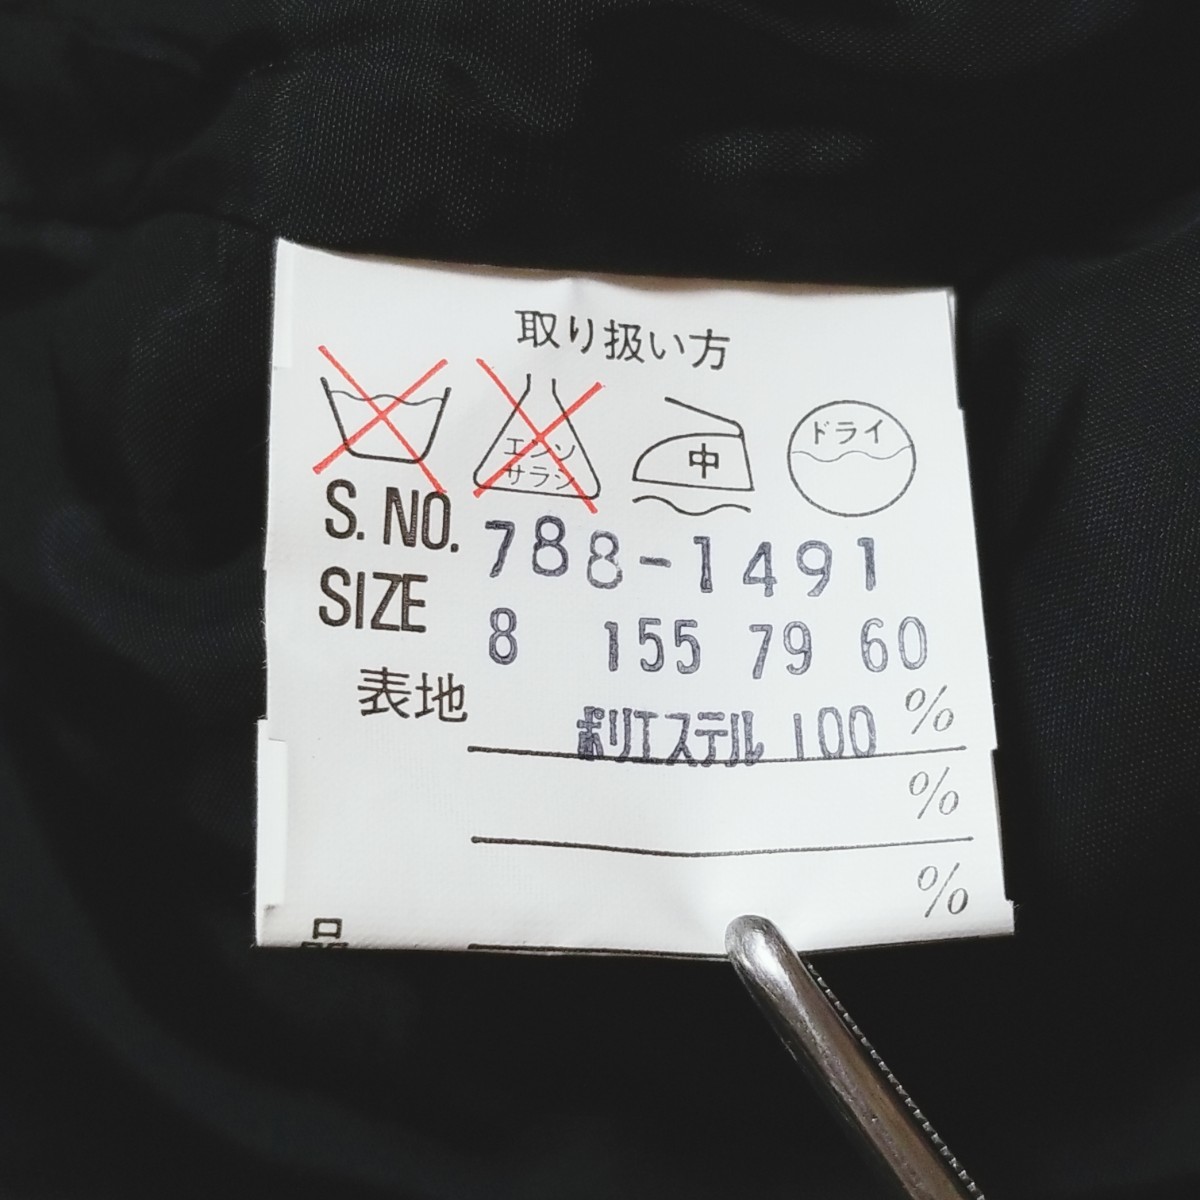 取り扱い方
エンソ
サラシ
中
ドライ
S. NO. 788-1491
SIZE 8 155 79 60
表地 ポリエステル 100 %
%
%